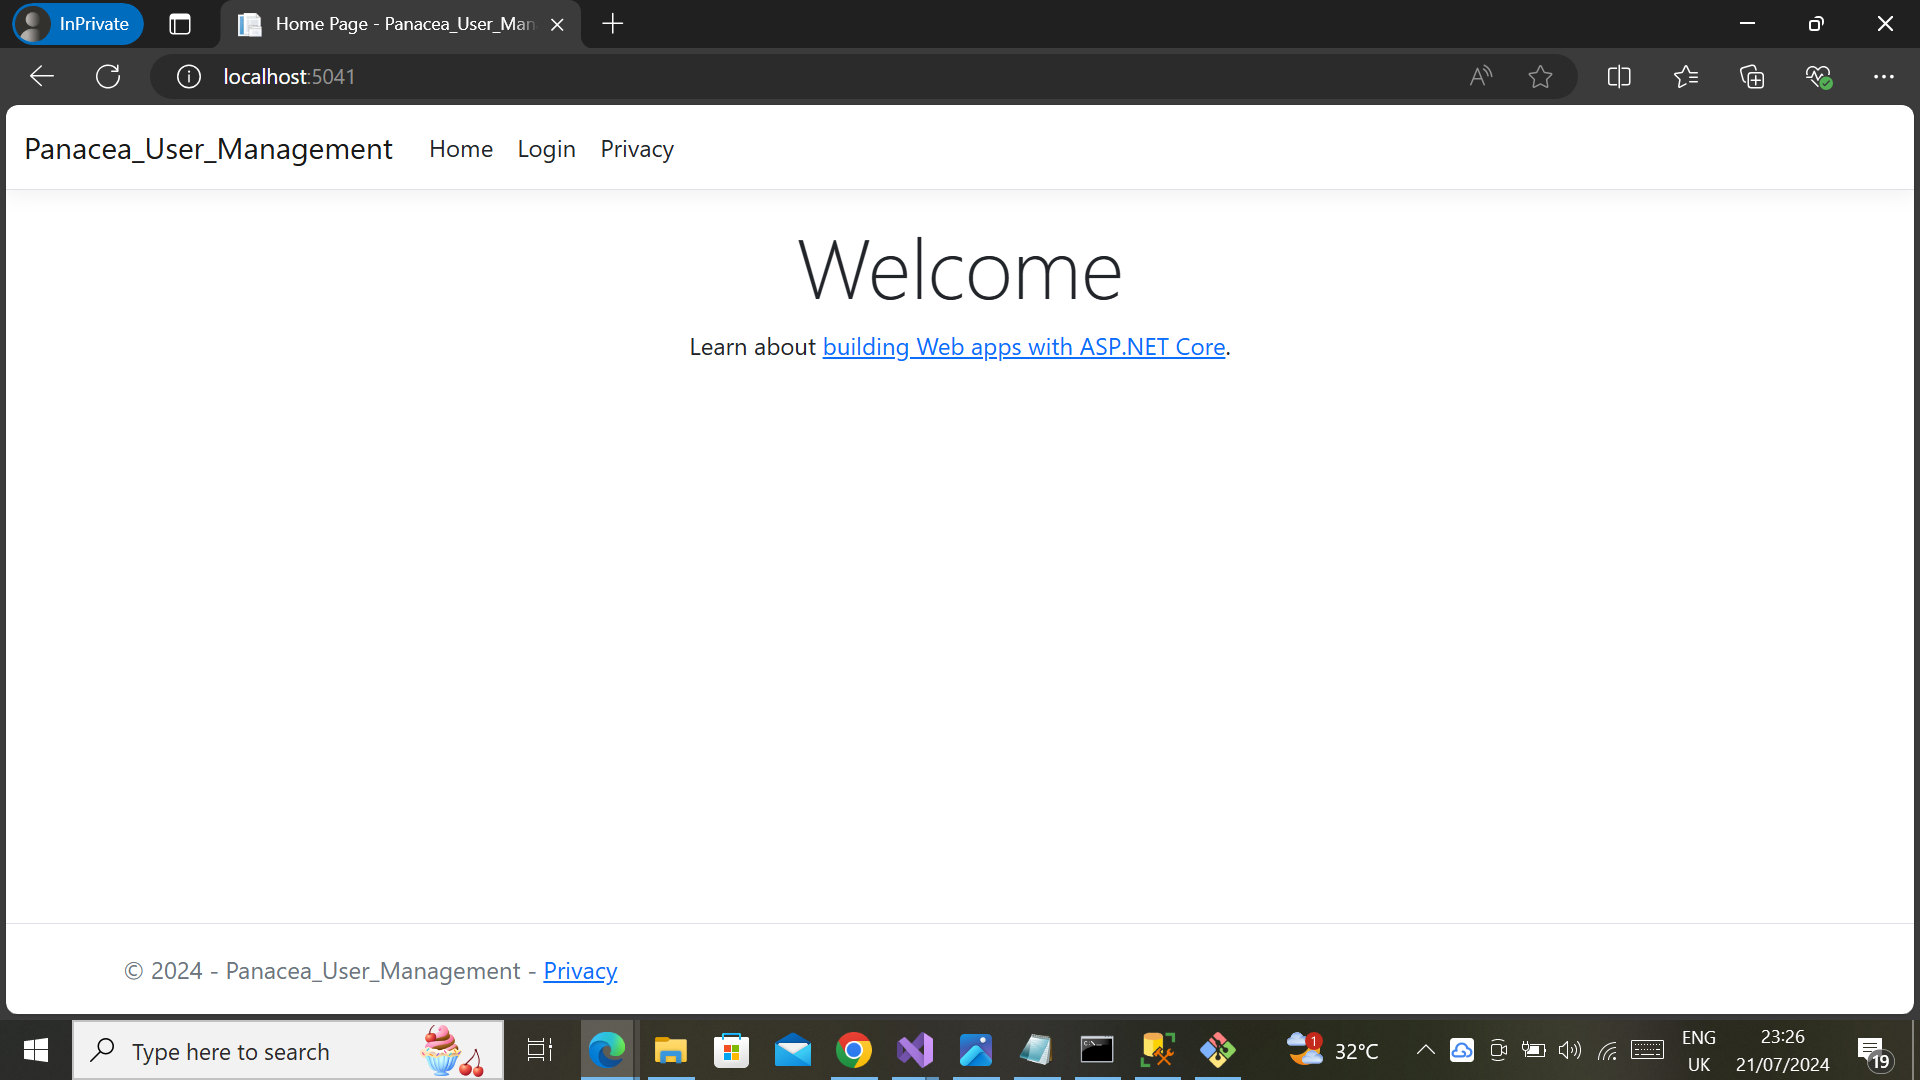 InPrivate
Home Page - Panacea_User_Man
localhost:5041
Panacea_User_Management
Home
Login
Privacy
Welcome
Learn about building Web apps with ASP.NET Core.
© 2024 - Panacea_User_Management - Privacy
Type here to search
1
32°C
ENG
UK
23:26
21/07/2024
19